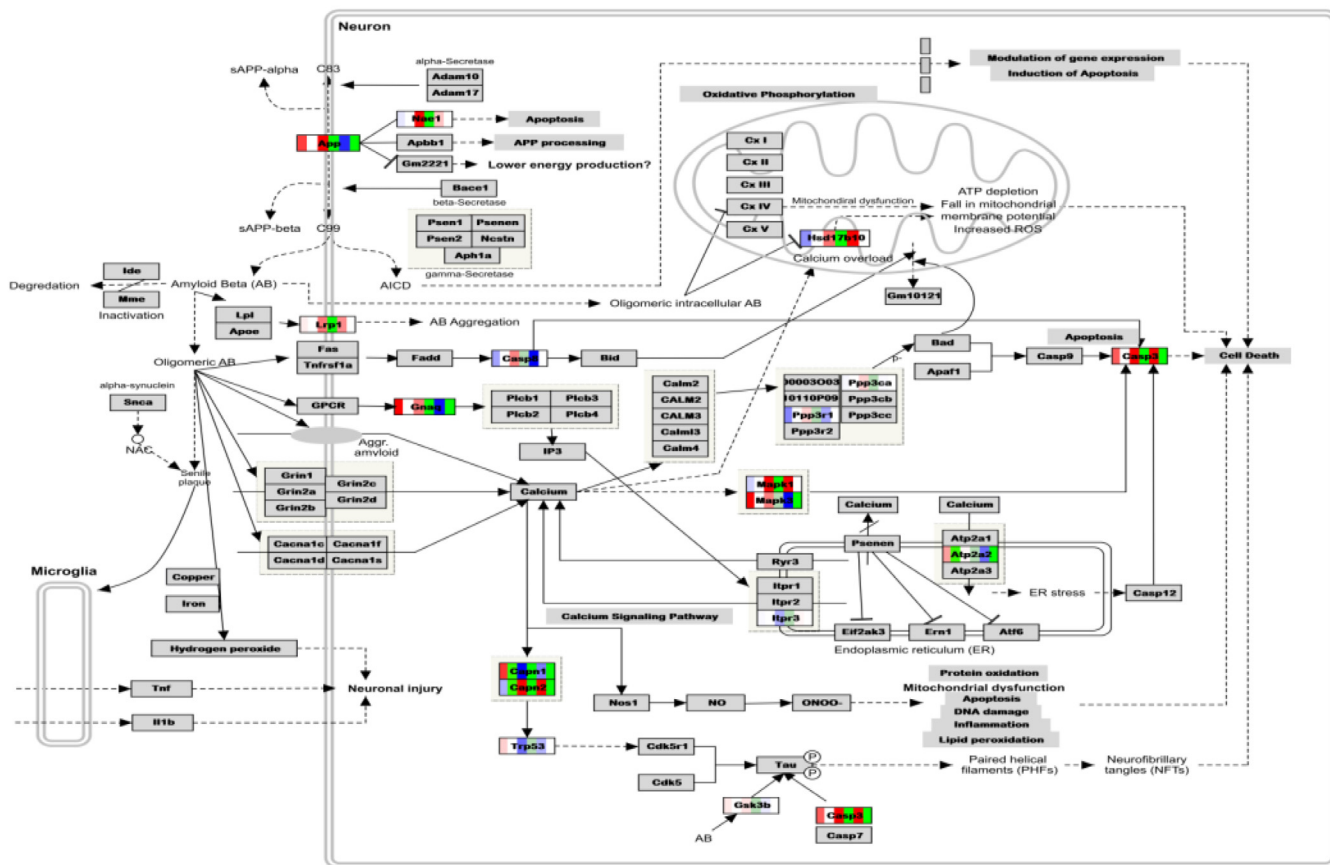 Neuron
alpha-Secretase
sAPP-alpha
C83
Adam10
Adam17
Modulation of gene expression
Induction of Apoptosis
Oxidative Phosphorylation
Nae1
Apoptosis
App
Apbb1
APP processing
Gm2221
Lower energy production?
Bace1
beta-Secretase
sAPP-beta
C99
Psen1
Psenen
Psen2
Ncstn
Aph1a
gamma-Secretase
Cx I
Cx II
Cx III
Cx IV
Cx V
Mitochondiral dysfunction
ATP depletion
Fall in mitochondrial
membrane potential
Increased ROS
Hsd17b10
Calcium overload
Gm10121
Ide
Mme
Inactivation
Degredation
Amyloid Beta (AB)
AICD
Oligomeric intracellular AB
Lpl
Apoe
Lrp1
AB Aggregation
Oligomeric AB
Fas
Tnfrsf1a
Fadd
Casp8
Bid
Bad
Apaf1
Casp9
Apoptosis
Casp3
Cell Death
alpha-synuclein
Snca
NAC
Senile
plaque
GPCR
Gnaq
Plcb1
Plcb3
Plcb2
Plcb4
IP3
Aggr.
amyloid
Calm2
CALM2
CALM3
Calml3
Calm4
Ppp3ca
Ppp3cb
Ppp3r1
Ppp3cc
Ppp3r2
Grin1
Grin2a
Grin2b
Grin2c
Grin2d
Calcium
Mapk1
Cacna1c
Cacna1f
Cacna1d
Cacna1s
Calcium
Calcium
Psenen
Atp2a1
Atp2a2
Atp2a3
Ryr3
Itpr1
Itpr2
Itpr3
ER stress
Casp12
Eif2ak3
Ern1
Atf6
Endoplasmic reticulum (ER)
Microglia
Copper
Iron
Hydrogen peroxide
Calcium Signaling Pathway
Tnf
Il1b
Neuronal injury
Capn1
Capn2
Nos1
NO
ONOO-
Protein oxidation
Mitochondrial dysfunction
Apoptosis
DNA damage
Inflammation
Lipid peroxidation
Trp53
Cdk5r1
Cdk5
Tau
P
P
Paired helical
filaments (PHFs)
Neurofibrillary
tangles (NFTs)
Gsk3b
AB
Casp3
Casp7